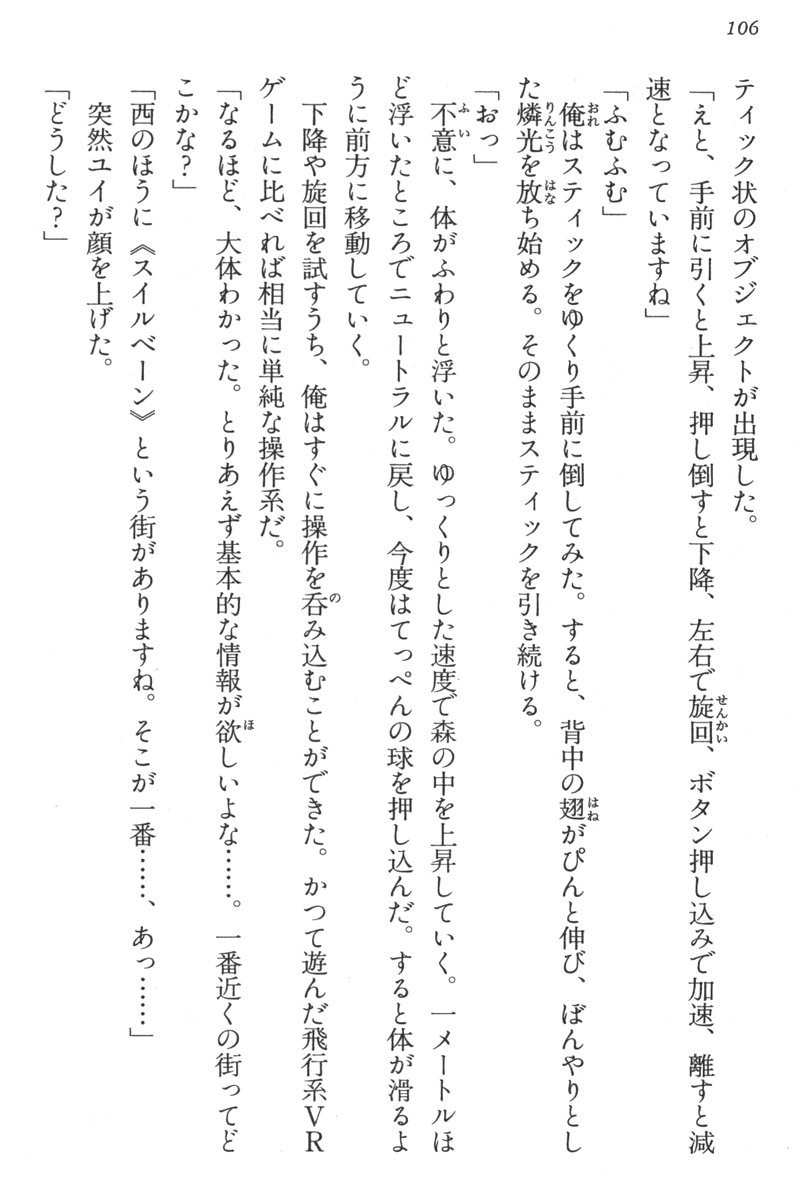 106
ティック状のオブジェクトが出現した。
「えと、手前に引くと上昇、押し倒すと下降、左右で旋回、ボタン押し込みで加速、離すと減
速となっていますね」
「ふむふむ」
俺はスティックをゆくり手前に倒してみた。すると、背中の翅がぴんと伸び、ぼんやりとし
た燐光を放ち始める。そのままスティックを引き続ける。
「おっ」
不意に、体がふわりと浮いた。ゆっくりとした速度で森の中を上昇していく。一メートルほ
ど浮いたところでニュートラルに戻し、今度はてっぺんの球を押し込んだ。すると体が滑るよ
うに前方に移動していく。
下降や旋回を試すうち、俺はすぐに操作を呑み込むことができた。かつて遊んだ飛行系ＶＲ
ゲームに比べれば相当に単純な操作系だ。
「なるほど、大体わかった。とりあえず基本的な情報が欲しいよな……。一番近くの街ってど
こかな？」
「西のほうに《スイルベーン》という街がありますね。そこが一番……、あっ……」
突然ユイが顔を上げた。
「どうした？」